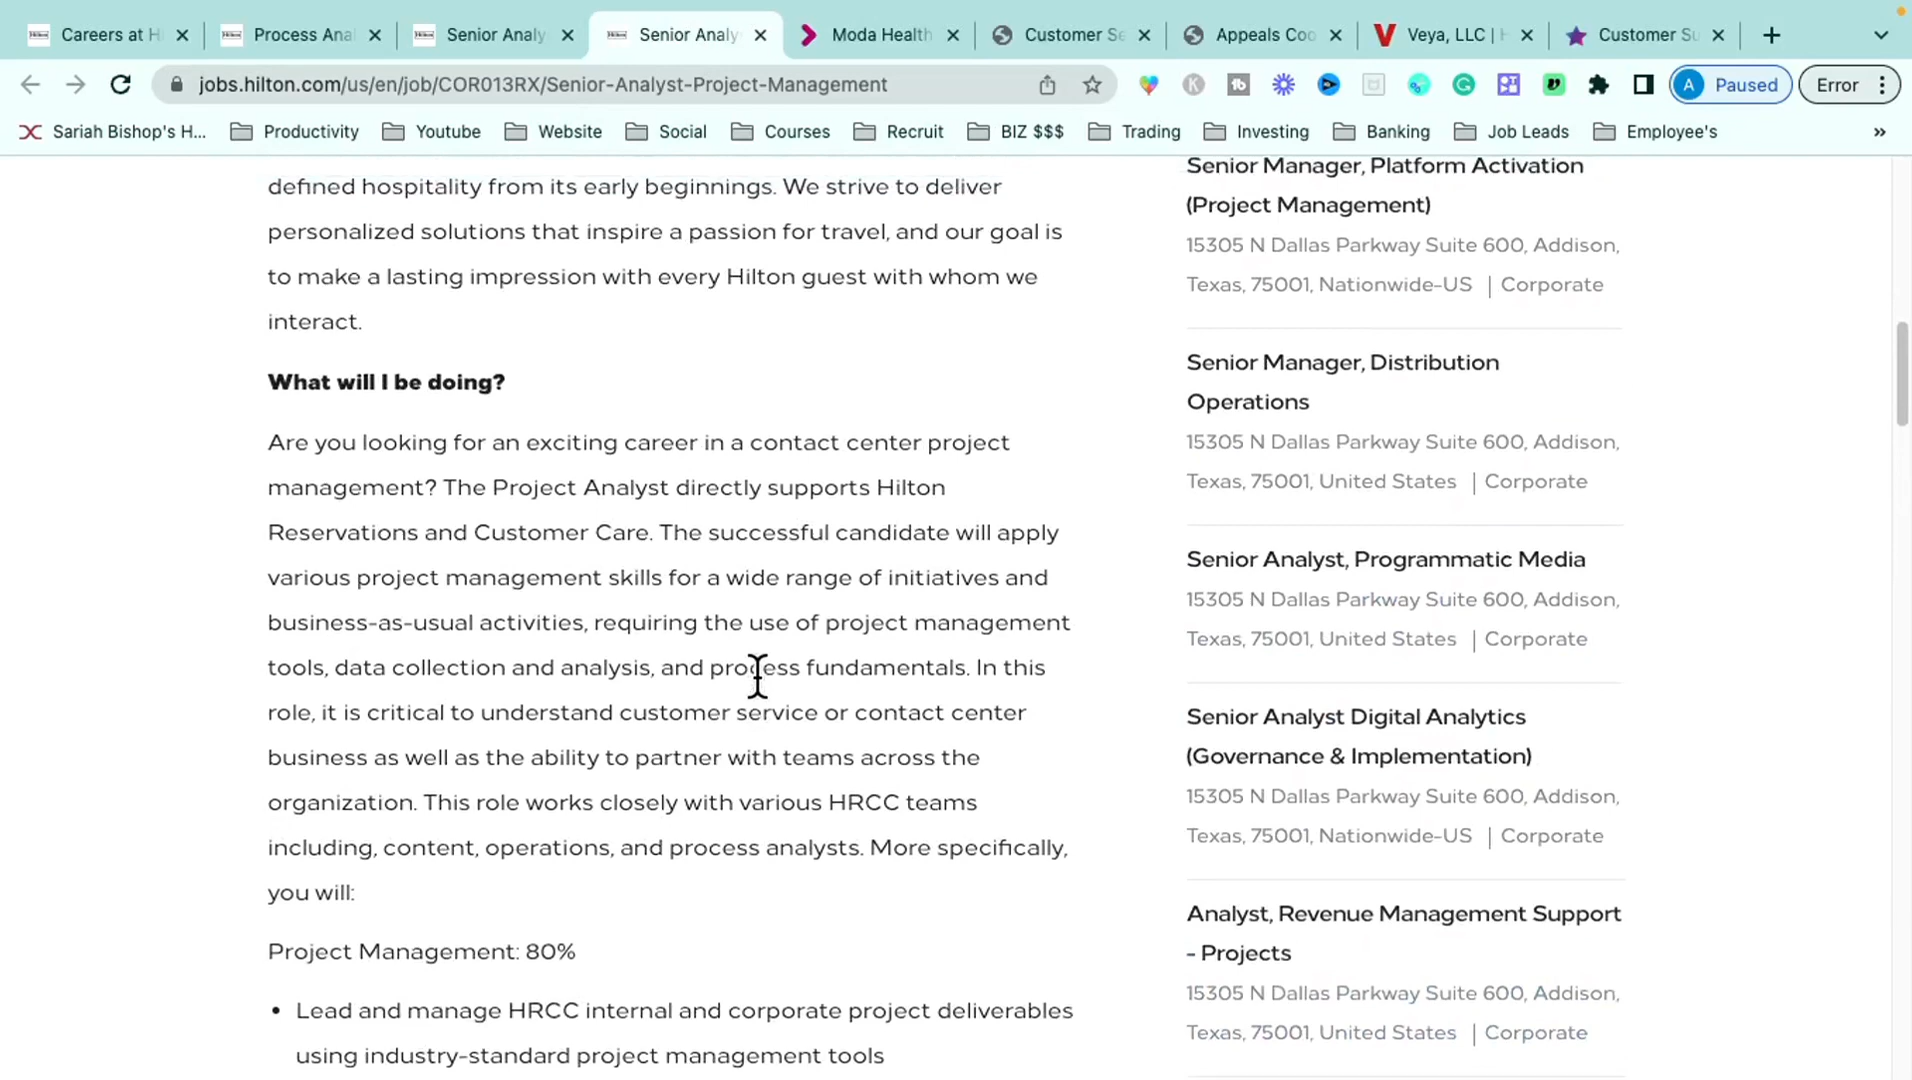 Careers at H
Process Ana
Senior Analy
Senior Analy
Moda Health
Customer Se
Appeals Coo
Veya, LLC | H
Customer Su
jobs.hilton.com/us/en/job/COR013RX/Senior-Analyst-Project-Management
A Paused
Error
Sariah Bishop's H...
Productivity
Youtube
Website
Social
Courses
Recruit
BIZ $$$
Trading
Investing
Banking
Job Leads
Employee's
»
defined hospitality from its early beginnings. We strive to deliver
personalized solutions that inspire a passion for travel, and our goal is
to make a lasting impression with every Hilton guest with whom we
interact.
What will I be doing?
Are you looking for an exciting career in a contact center project
management? The Project Analyst directly supports Hilton
Reservations and Customer Care. The successful candidate will apply
various project management skills for a wide range of initiatives and
business-as-usual activities, requiring the use of project management
tools, data collection and analysis, and process fundamentals. In this
role, it is critical to understand customer service or contact center
business as well as the ability to partner with teams across the
organization. This role works closely with various HRCC teams
including, content, operations, and process analysts. More specifically,
you will:
Project Management: 80%
• Lead and manage HRCC internal and corporate project deliverables
using industry-standard project management tools
Senior Manager, Platform Activation
(Project Management)
15305 N Dallas Parkway Suite 600, Addison,
Texas, 75001, Nationwide-US | Corporate
Senior Manager, Distribution
Operations
15305 N Dallas Parkway Suite 600, Addison,
Texas, 75001, United States | Corporate
Senior Analyst, Programmatic Media
15305 N Dallas Parkway Suite 600, Addison,
Texas, 75001, United States | Corporate
Senior Analyst Digital Analytics
(Governance & Implementation)
15305 N Dallas Parkway Suite 600, Addison,
Texas, 75001, Nationwide-US | Corporate
Analyst, Revenue Management Support
- Projects
15305 N Dallas Parkway Suite 600, Addison,
Texas, 75001, United States | Corporate